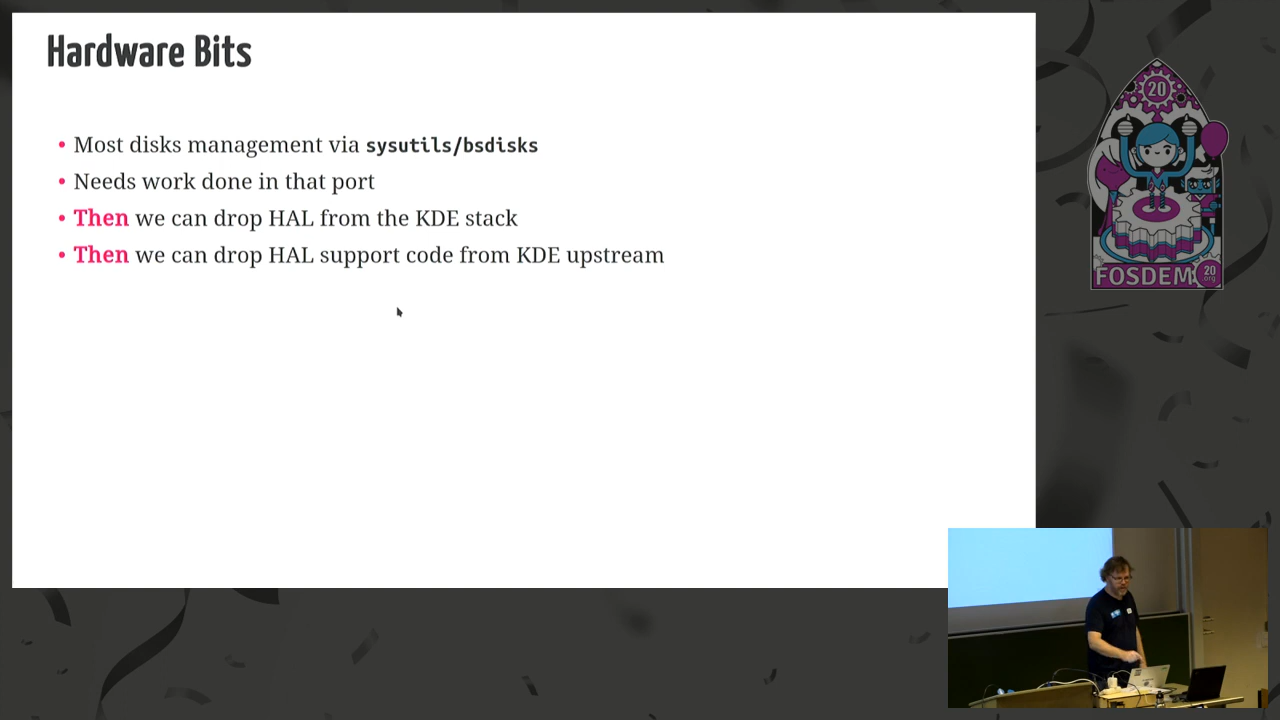 Hardware Bits
• Most disks management via sysutils/bsdisks
• Needs work done in that port
• Then we can drop HAL from the KDE stack
• Then we can drop HAL support code from KDE upstream
20
FOSDEM
20
org